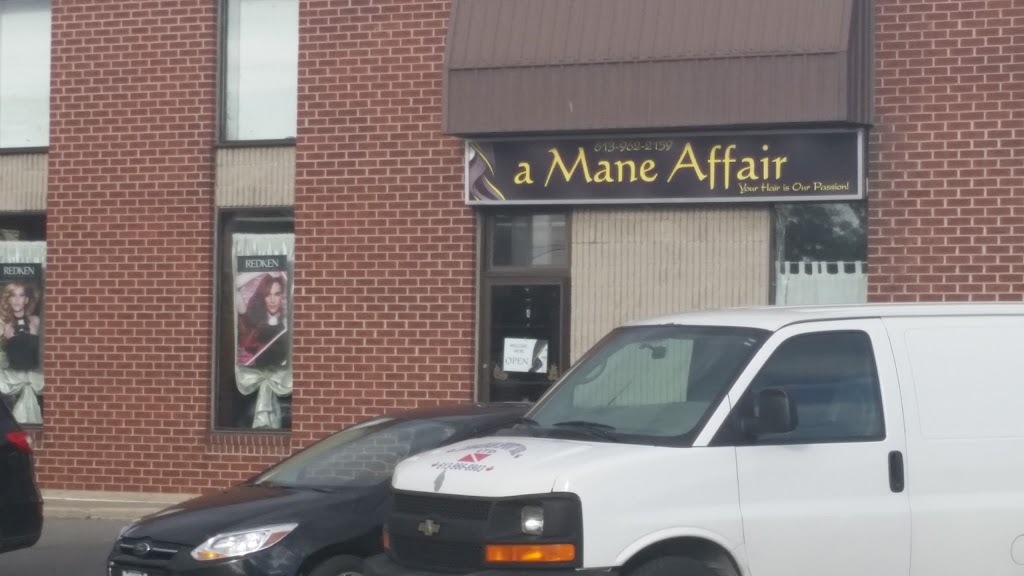 613-962-2159
a Mane Affair
Your Hair is Our Passion!
REDKEN
REDKEN
OPEN